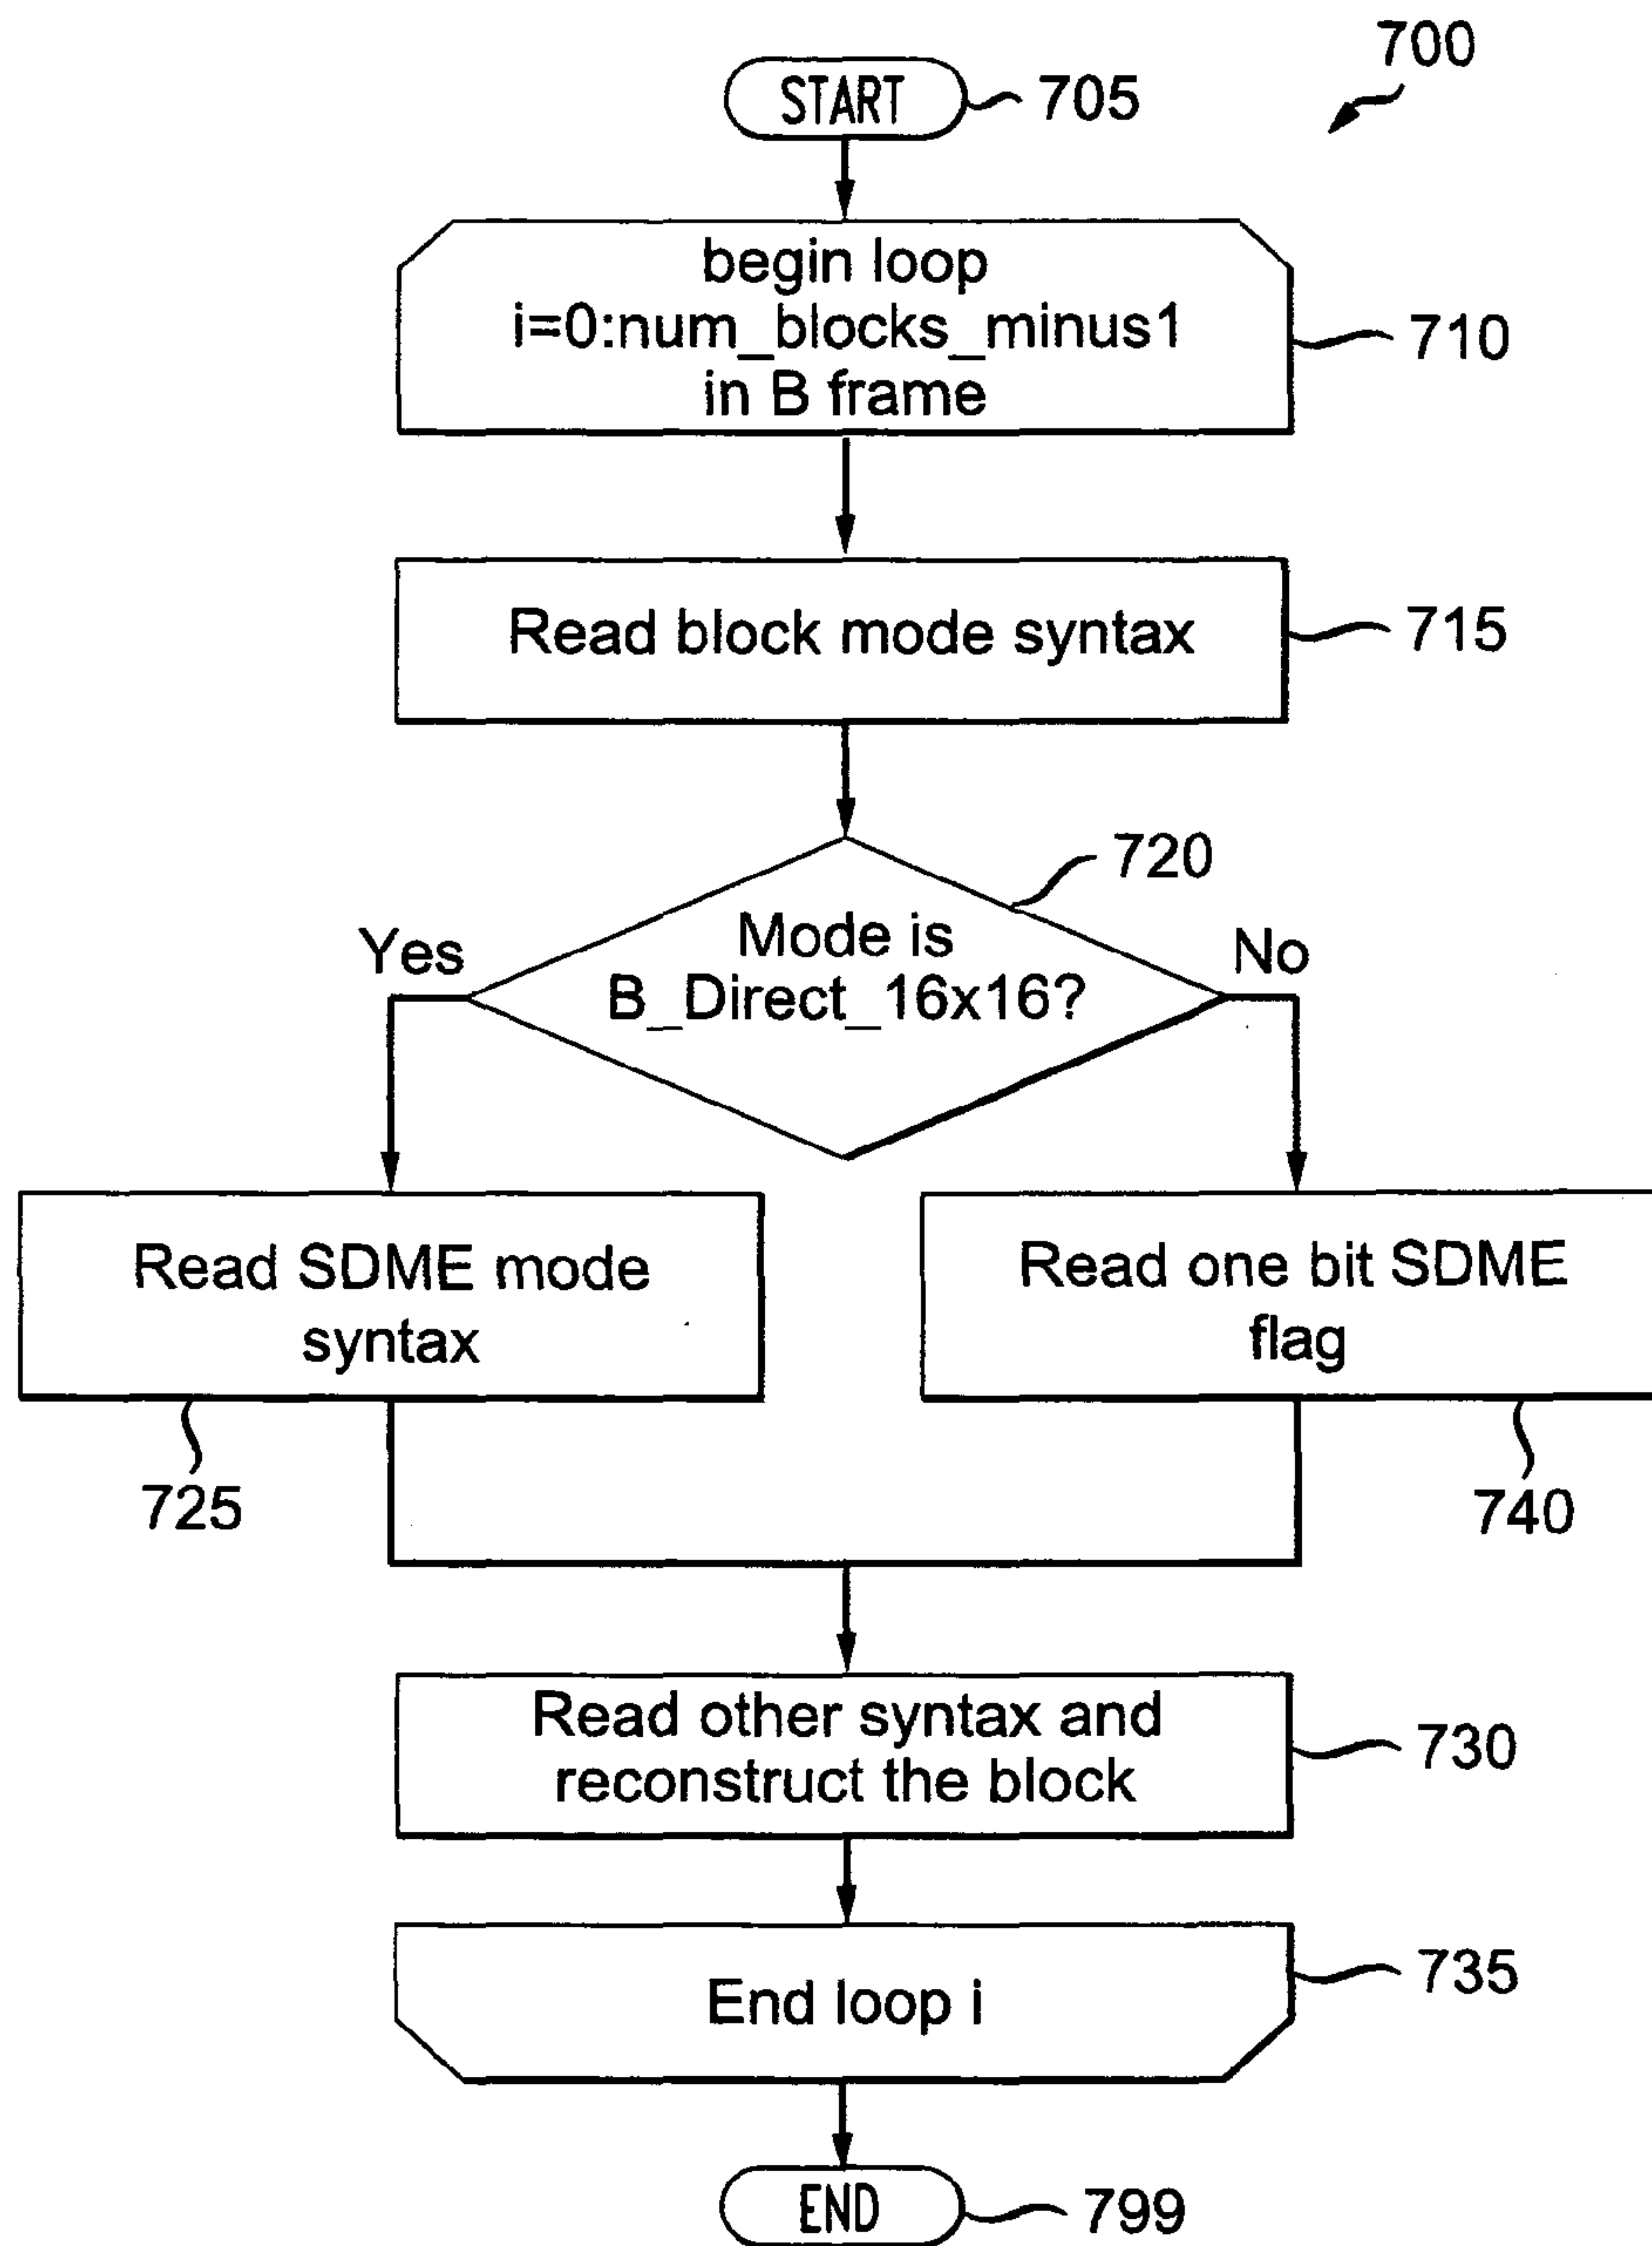 700
START
705
begin loop
i=0:num_blocks_minus1
in B frame
710
Read block mode syntax
715
720
Mode is
B_Direct_16x16?
Yes
No
Read SDME mode
syntax
725
Read one bit SDME
flag
740
Read other syntax and
reconstruct the block
730
End loop i
735
END
799